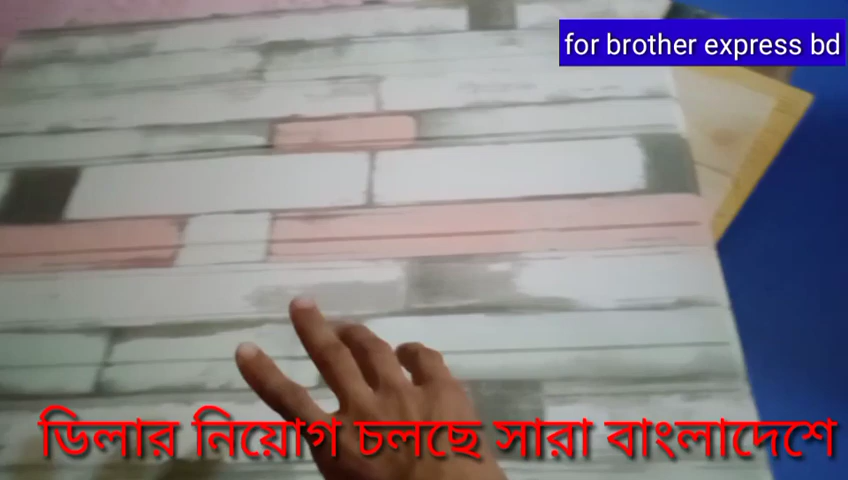 for brother express bd
ডিলার নিয়োগ চলছে সারা বাংলাদেশে